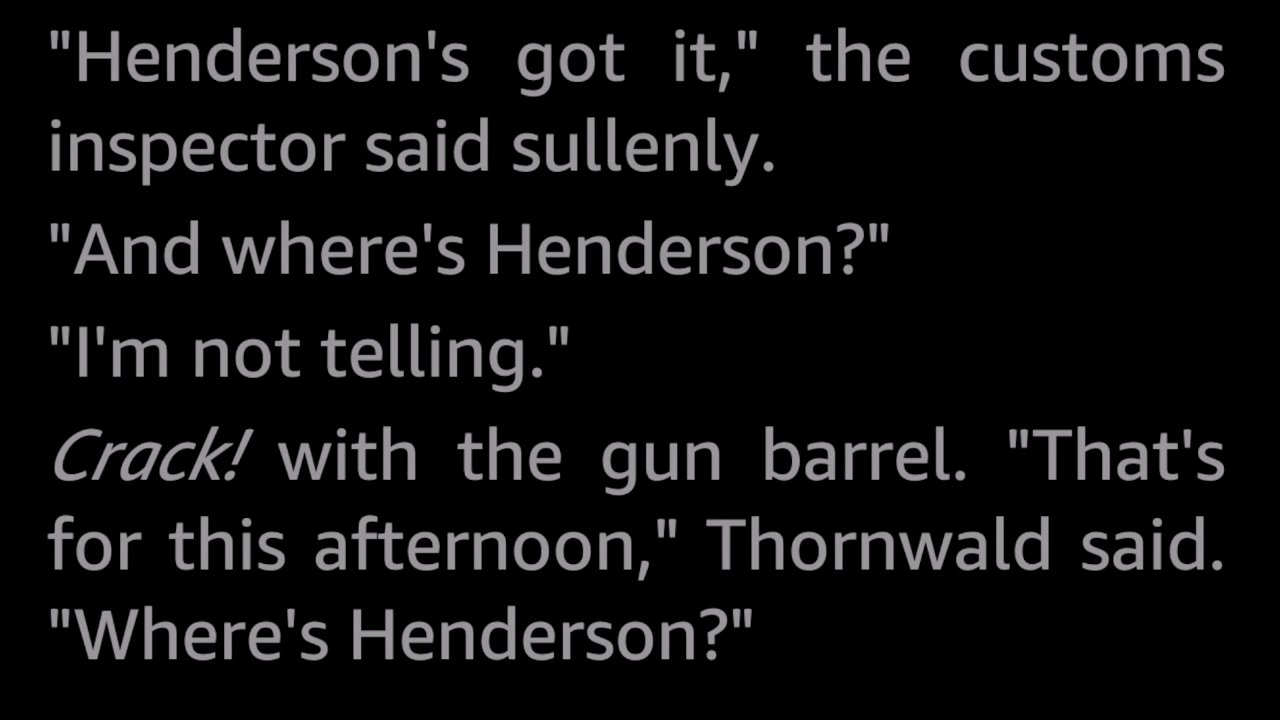 "Henderson's got it," the customs
inspector said sullenly.
"And where's Henderson?"
"I'm not telling."
Crack! with the gun barrel. "That's
for this afternoon," Thornwald said.
"Where's Henderson?"